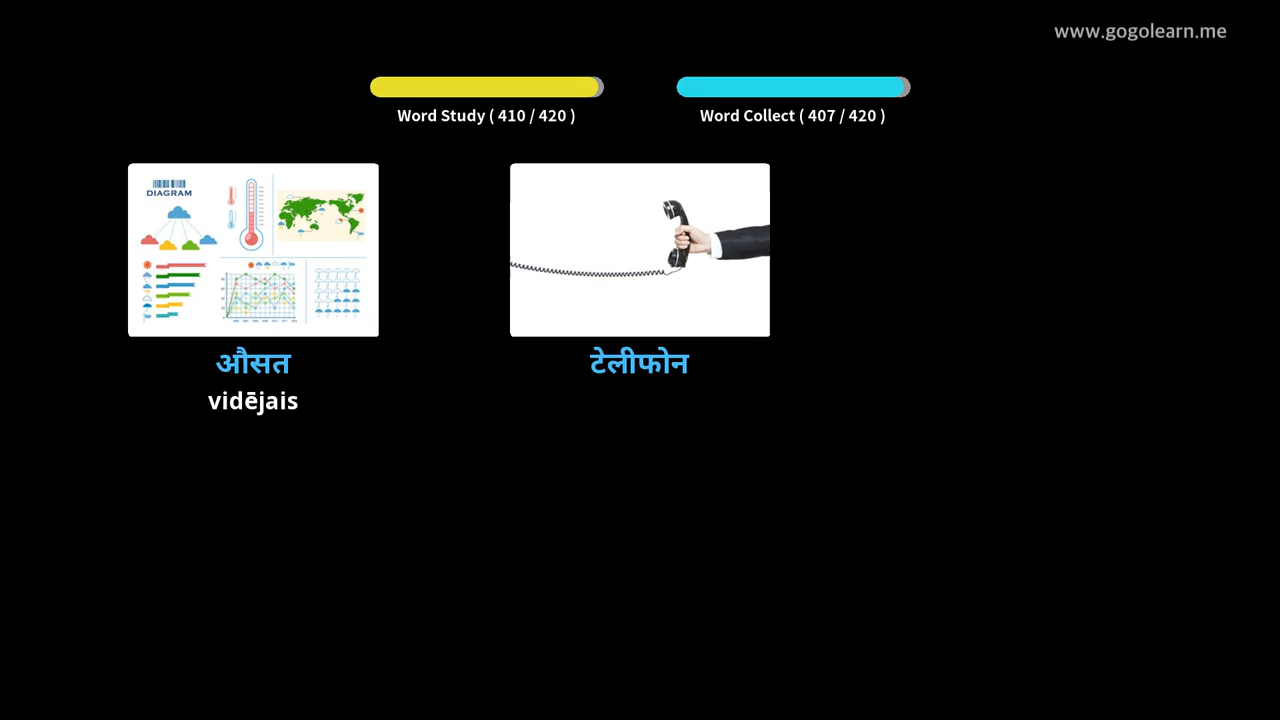 www.gogolearn.me
Word Study ( 410 / 420 )
Word Collect ( 407 / 420 )
DIAGRAM
औसत
टेलीफोन
vidējais